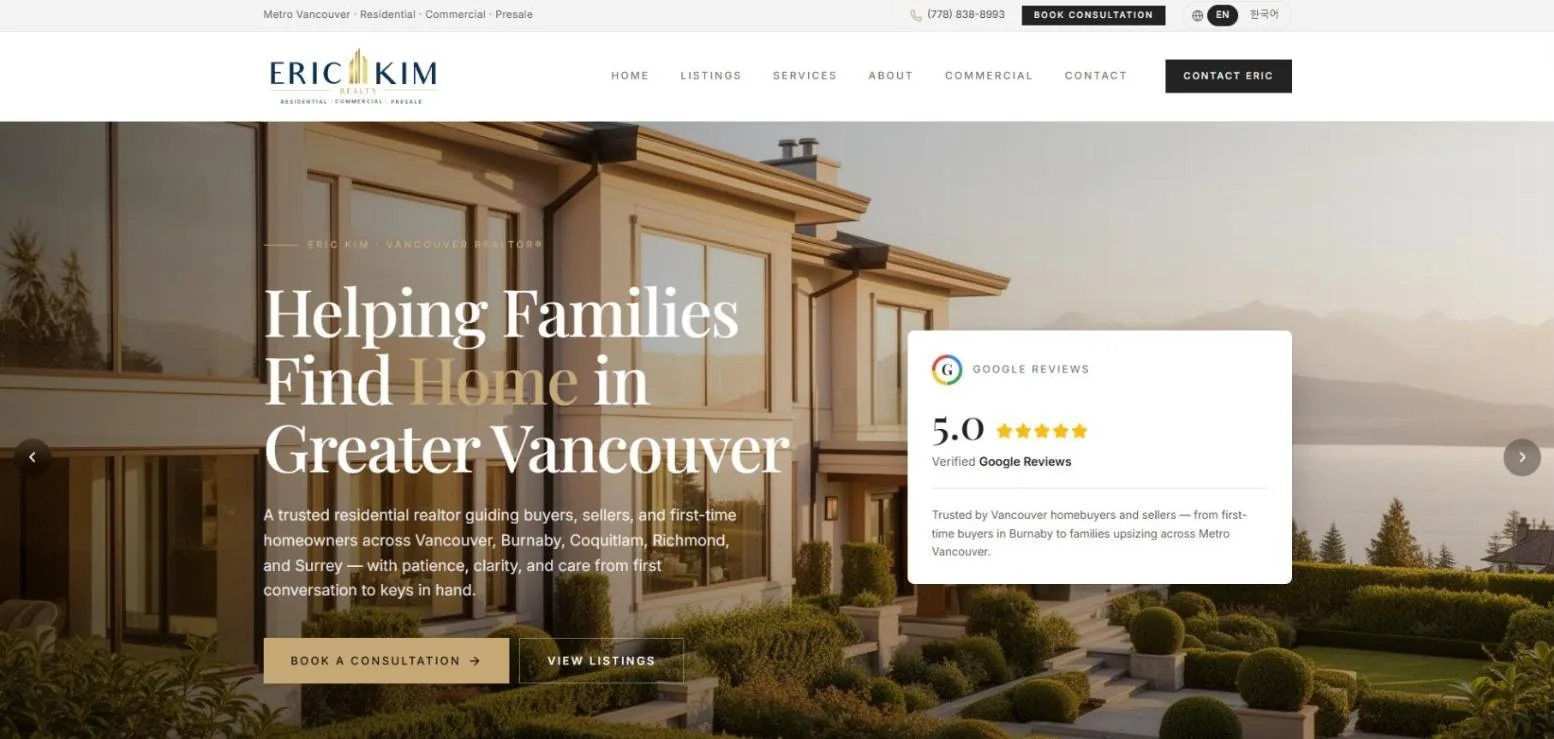 Metro Vancouver · Residential · Commercial · Presale
(778) 838-8993
BOOK CONSULTATION
EN
한국어
ERIC KIM
REALTY
RESIDENTIAL | COMMERCIAL | PRESALE
HOME
LISTINGS
SERVICES
ABOUT
COMMERCIAL
CONTACT
CONTACT ERIC
ERIC KIM · VANCOUVER REALTOR®
Helping Families
Find Home in
Greater Vancouver
A trusted residential realtor guiding buyers, sellers, and first-time
homeowners across Vancouver, Burnaby, Coquitlam, Richmond,
and Surrey — with patience, clarity, and care from first
conversation to keys in hand.
BOOK A CONSULTATION →
VIEW LISTINGS
G
GOOGLE REVIEWS
5.0
Verified Google Reviews
Trusted by Vancouver homebuyers and sellers — from first-
time buyers in Burnaby to families upsizing across Metro
Vancouver.